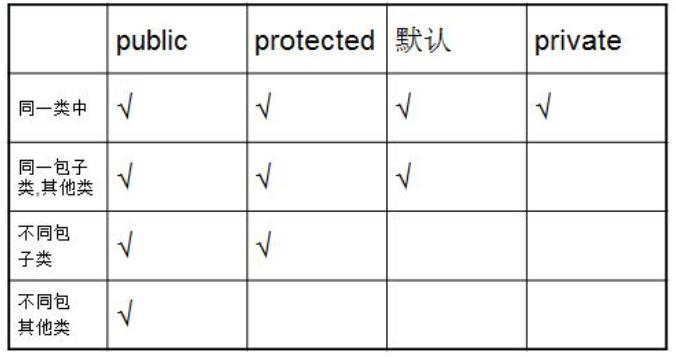 public protected 默认 private
同一类中 √ √ √ √
同一包子
类,其他类 √ √ √
不同包
子类 √ √
不同包
其他类 √